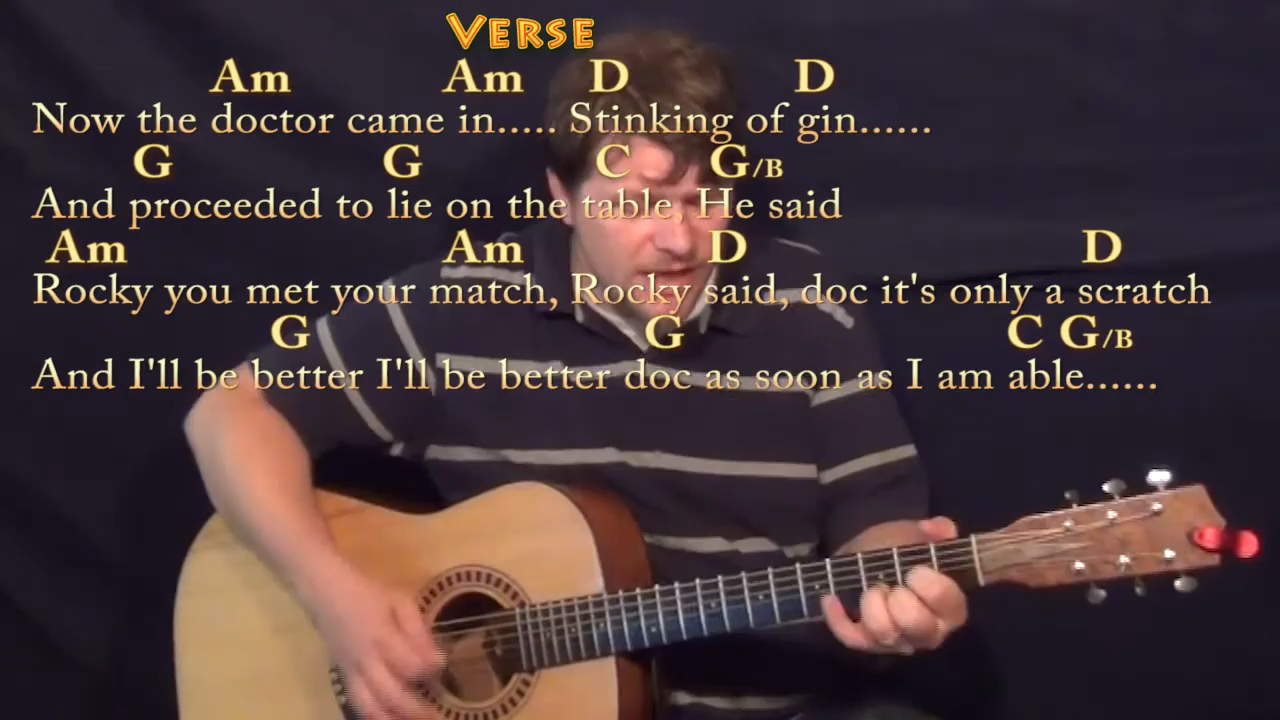 VERSE
Am Am D D
Now the doctor came in..... Stinking of gin......
G G C G/B
And proceeded to lie on the table, He said
Am Am D D
Rocky you met your match, Rocky said, doc it's only a scratch
G G C G/B
And I'll be better I'll be better doc as soon as I am able......